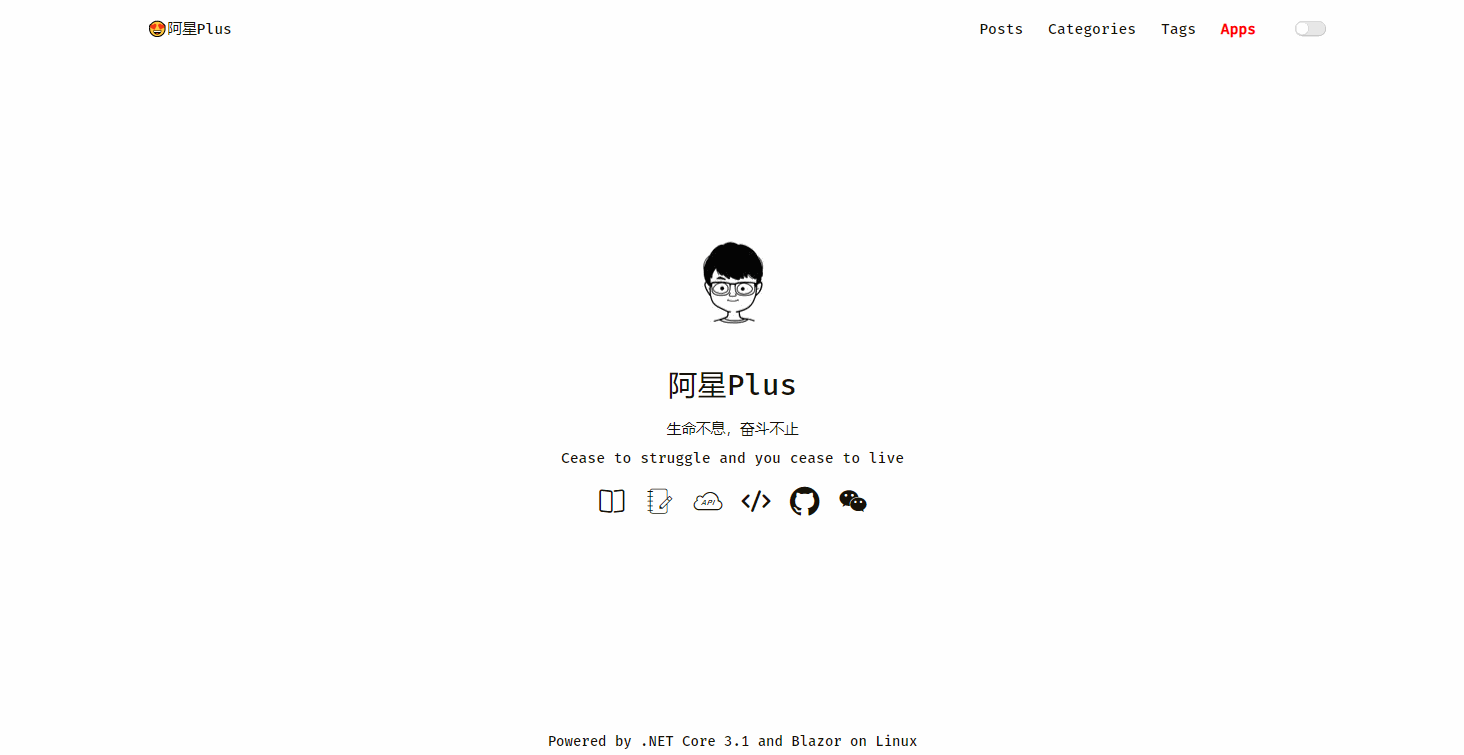 😍阿星Plus
Posts Categories Tags Apps
阿星Plus
生命不息，奋斗不止
Cease to struggle and you cease to live
API
Powered by .NET Core 3.1 and Blazor on Linux